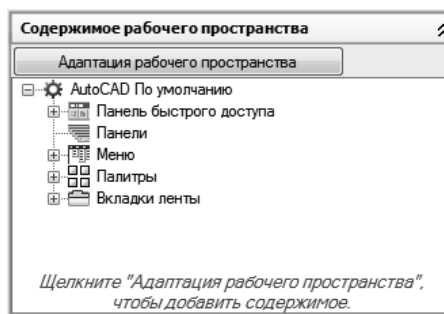 Содержимое рабочего пространства
Адаптация рабочего пространства
AutoCAD По умолчанию
Панель быстрого доступа
Панели
Меню
Палитры
Вкладки ленты
Щелкните "Адаптация рабочего пространства",
чтобы добавить содержимое.